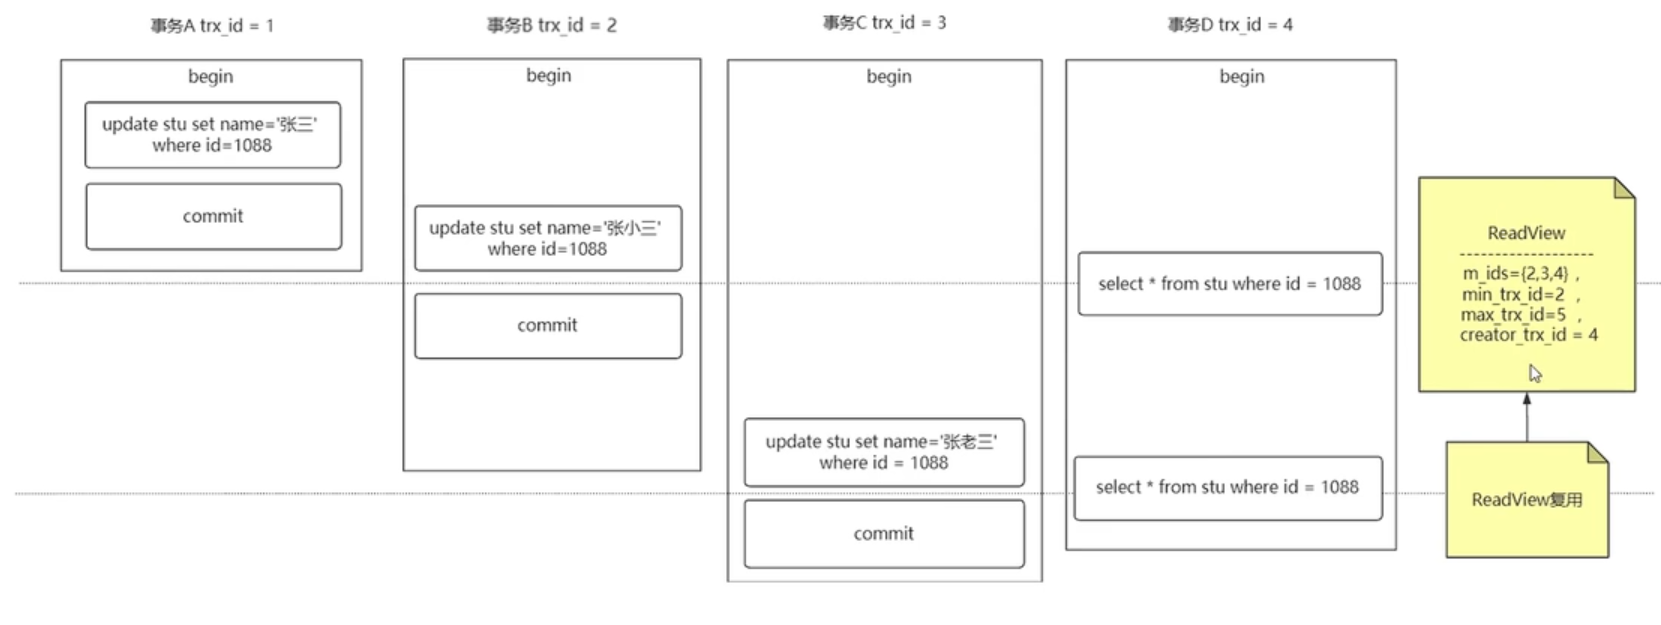 事务A trx_id = 1
begin
update stu set name='张三'
where id=1088
commit
事务B trx_id = 2
begin
update stu set name='张小三'
where id=1088
commit
事务C trx_id = 3
begin
update stu set name='张老三'
where id = 1088
commit
事务D trx_id = 4
begin
select * from stu where id = 1088
select * from stu where id = 1088
ReadView
--------------------
m_ids={2,3,4} ,
min_trx_id=2 ,
max_trx_id=5 ,
creator_trx_id = 4
ReadView复用